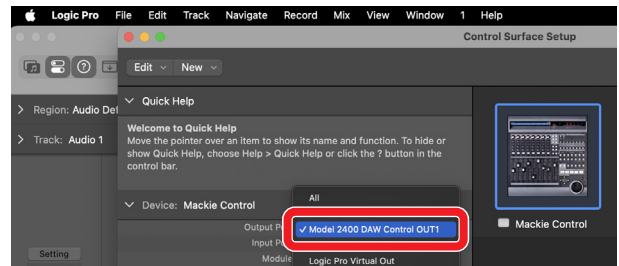 Logic Pro File Edit Track Navigate Record Mix View Window 1 Help
Control Surface Setup
Edit New
Quick Help
Region: Audio Def
Welcome to Quick Help
Move the pointer over an item to show its name and function. To hide or
show Quick Help, choose Help > Quick Help or click the ? button in the
control bar.
Track: Audio 1
Device: Mackie Control
All
Output P
✓ Model 2400 DAW Control OUT1
Mackie Control
Input P
Setting
Module
Logic Pro Virtual Out